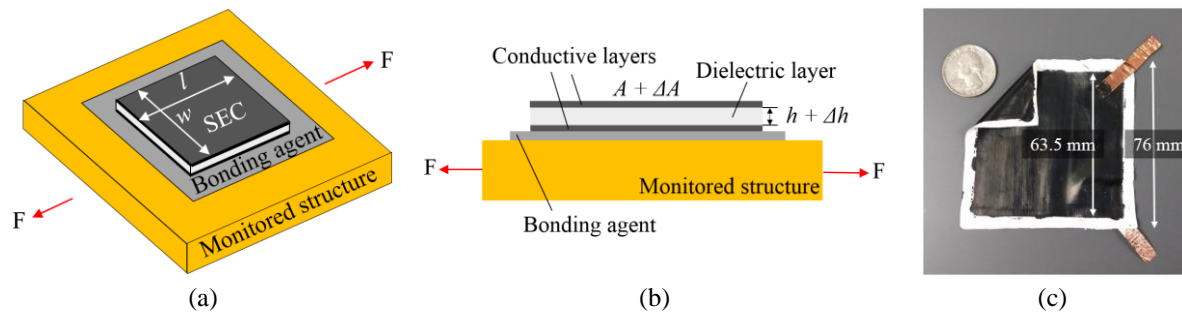 F
l
w
SEC
Bonding agent
Monitored structure
F
(a)
Conductive layers
Dielectric layer
A + ΔA
h + Δh
F
F
Monitored structure
Bonding agent
(b)
63.5 mm
76 mm
(c)